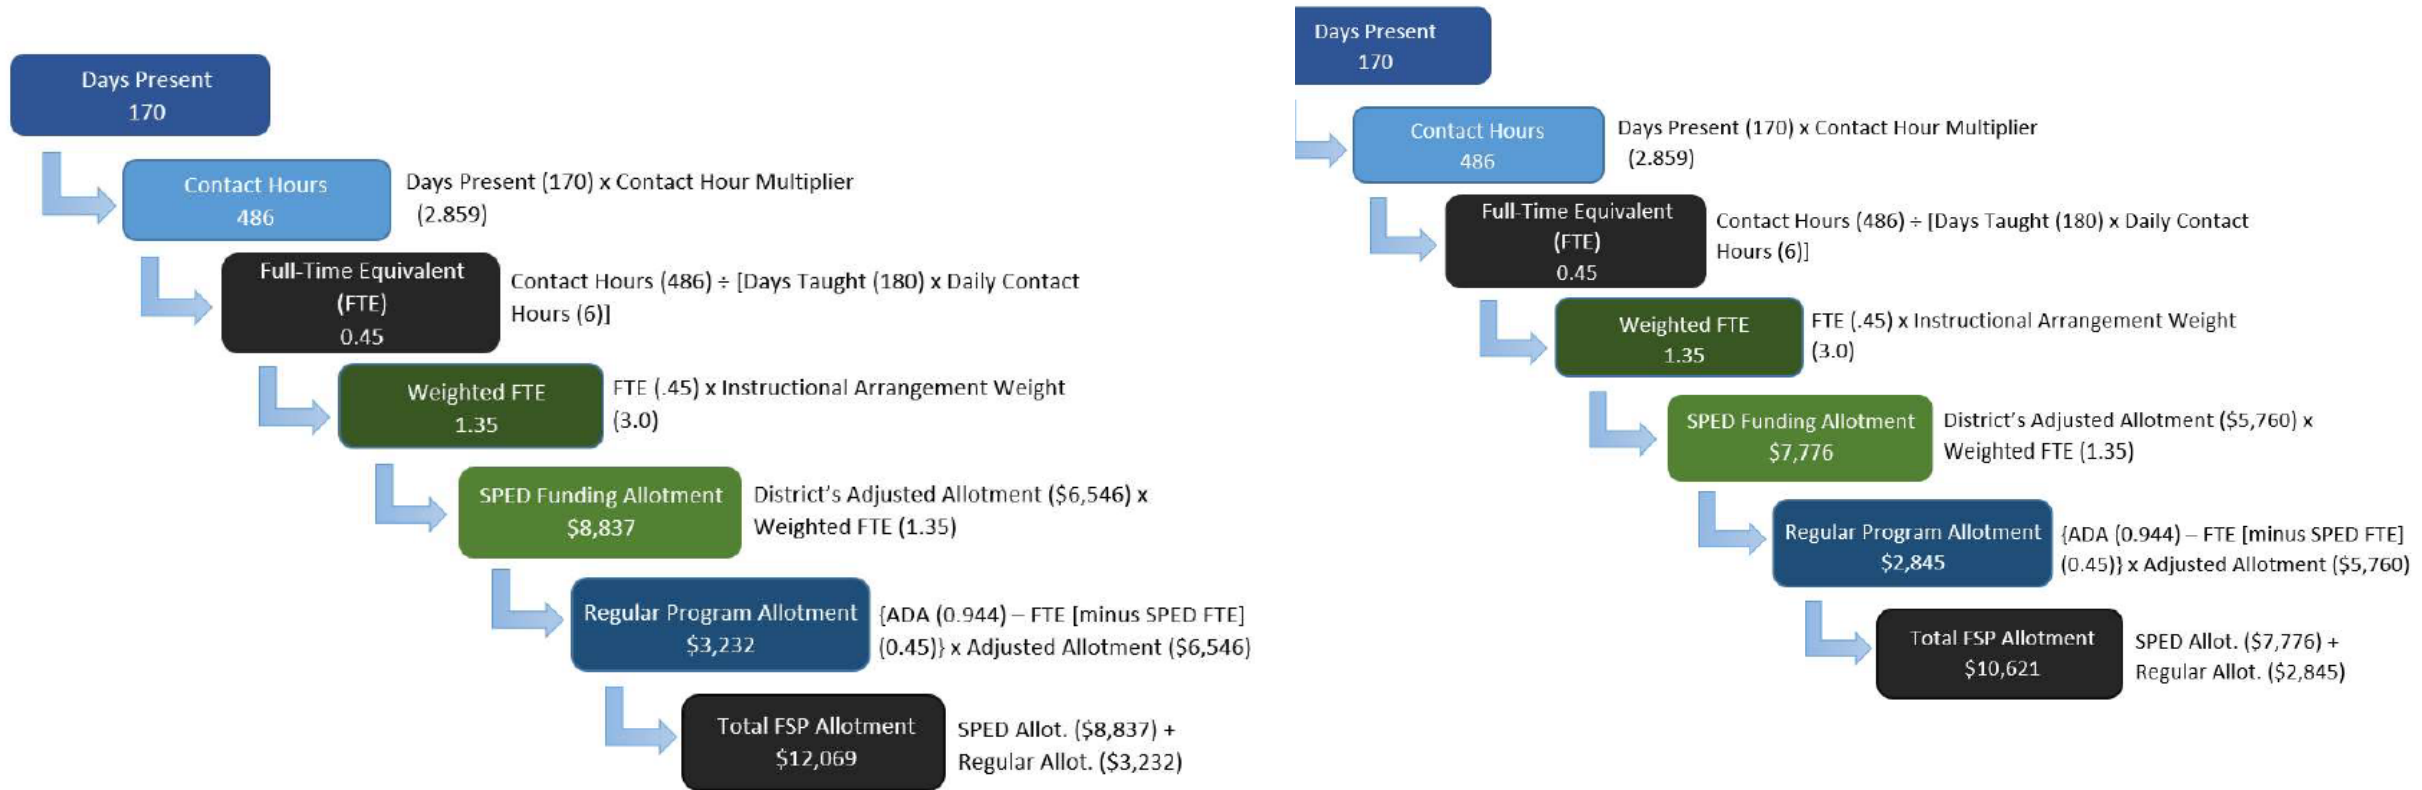 Days Present
170
Contact Hours
486
Days Present (170) x Contact Hour Multiplier
(2.859)
Full-Time Equivalent
(FTE)
0.45
Contact Hours (486) ÷ [Days Taught (180) x Daily Contact
Hours (6)]
Weighted FTE
1.35
FTE (.45) x Instructional Arrangement Weight
(3.0)
SPED Funding Allotment
$8,837
District's Adjusted Allotment ($6,546) x
Weighted FTE (1.35)
Regular Program Allotment
$3,232
{ADA (0.944) – FTE [minus SPED FTE]
(0.45)} x Adjusted Allotment ($6,546)
Total FSP Allotment
$12,069
SPED Allot. ($8,837) +
Regular Allot. ($3,232)
Days Present
170
Contact Hours
486
Days Present (170) x Contact Hour Multiplier
(2.859)
Full-Time Equivalent
(FTE)
0.45
Contact Hours (486) ÷ [Days Taught (180) x Daily Contact
Hours (6)]
Weighted FTE
1.35
FTE (.45) x Instructional Arrangement Weight
(3.0)
SPED Funding Allotment
$7,776
District's Adjusted Allotment ($5,760) x
Weighted FTE (1.35)
Regular Program Allotment
$2,845
{ADA (0.944) – FTE [minus SPED FTE]
(0.45)} x Adjusted Allotment ($5,760)
Total FSP Allotment
$10,621
SPED Allot. ($7,776) +
Regular Allot. ($2,845)